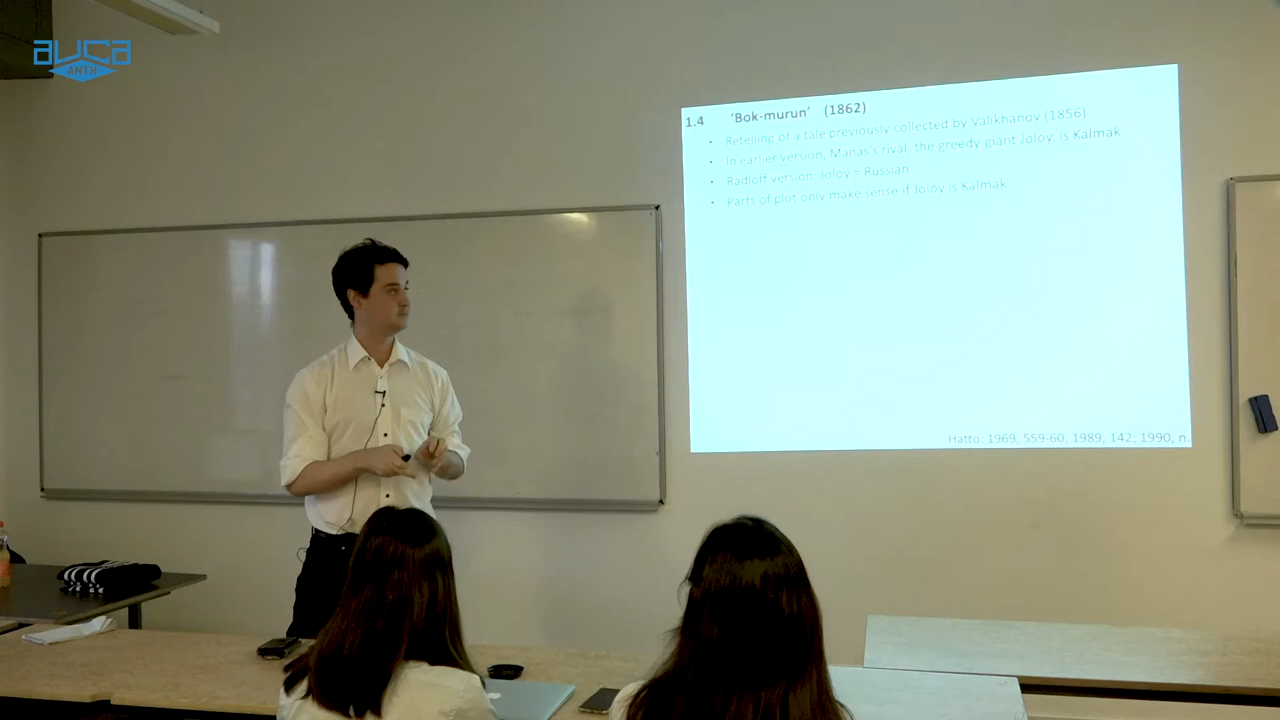 auca
ANTH
1.4 'Bok-murun' (1862)
• Retelling of a tale previously collected by Valikhanov (1856)
• In earlier version, Manas's rival, the greedy giant Joloy, is Kalmak
• Radloff version: Joloy = Russian
• Parts of plot only make sense if Joloy is Kalmak
Hatto: 1969, 559-60; 1989, 142; 1990, n.